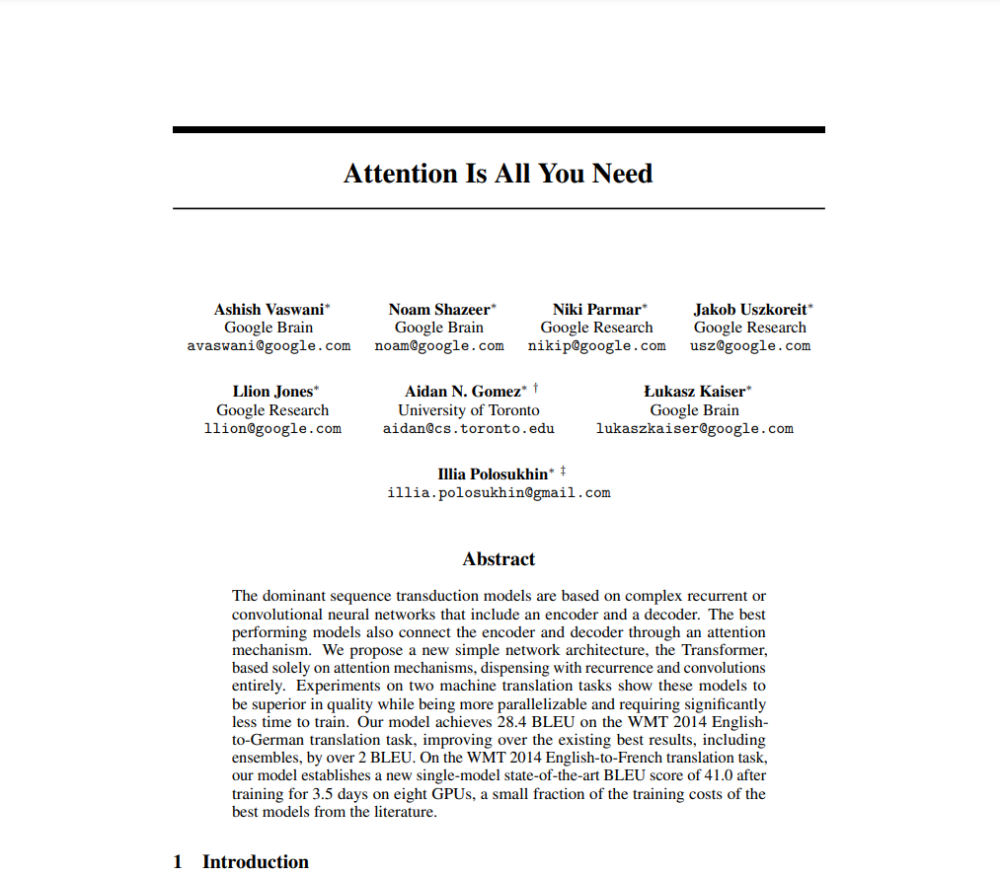 Attention Is All You Need
Ashish Vaswani* Noam Shazeer* Niki Parmar* Jakob Uszkoreit*
Google Brain Google Brain Google Research Google Research
avaswani@google.com noam@google.com nikip@google.com usz@google.com
Llion Jones* Aidan N. Gomez* † Łukasz Kaiser*
Google Research University of Toronto Google Brain
llion@google.com aidan@cs.toronto.edu lukaszkaiser@google.com
Illia Polosukhin* ‡
illia.polosukhin@gmail.com
Abstract
The dominant sequence transduction models are based on complex recurrent or
convolutional neural networks that include an encoder and a decoder. The best
performing models also connect the encoder and decoder through an attention
mechanism. We propose a new simple network architecture, the Transformer,
based solely on attention mechanisms, dispensing with recurrence and convolutions
entirely. Experiments on two machine translation tasks show these models to
be superior in quality while being more parallelizable and requiring significantly
less time to train. Our model achieves 28.4 BLEU on the WMT 2014 English-
to-German translation task, improving over the existing best results, including
ensembles, by over 2 BLEU. On the WMT 2014 English-to-French translation task,
our model establishes a new single-model state-of-the-art BLEU score of 41.0 after
training for 3.5 days on eight GPUs, a small fraction of the training costs of the
best models from the literature.
1 Introduction